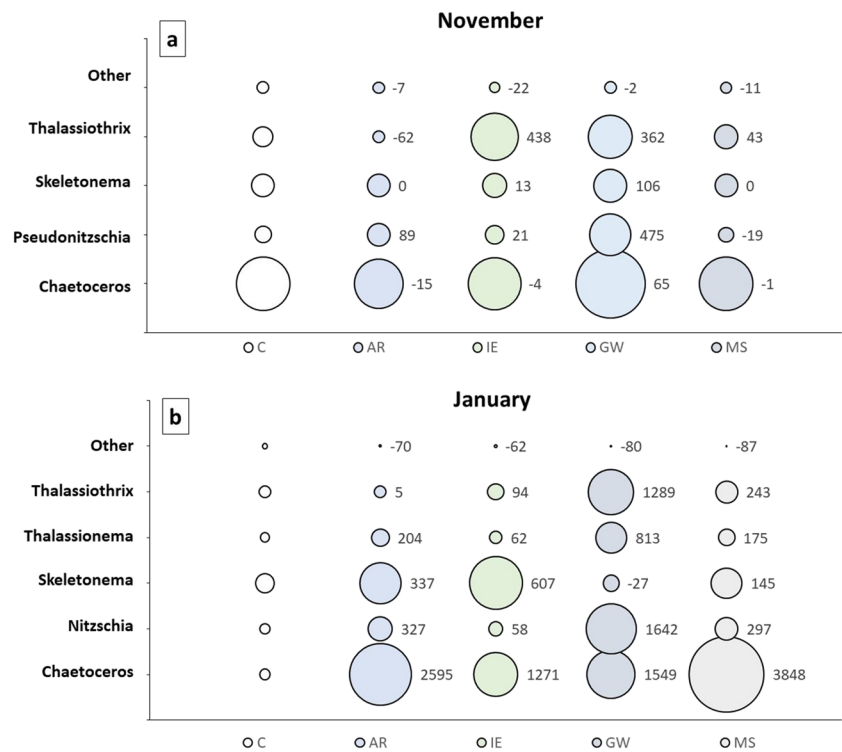 November
a
Other -7 -22 -2 -11
Thalassiothrix -62 438 362 43
Skeletonema 0 13 106 0
Pseudonitzschia 89 21 475 -19
Chaetoceros -15 -4 65 -1
C AR IE GW MS
January
b
Other -70 -62 -80 -87
Thalassiothrix 5 94 1289 243
Thalassionema 204 62 813 175
Skeletonema 337 607 -27 145
Nitzschia 327 58 1642 297
Chaetoceros 2595 1271 1549 3848
C AR IE GW MS